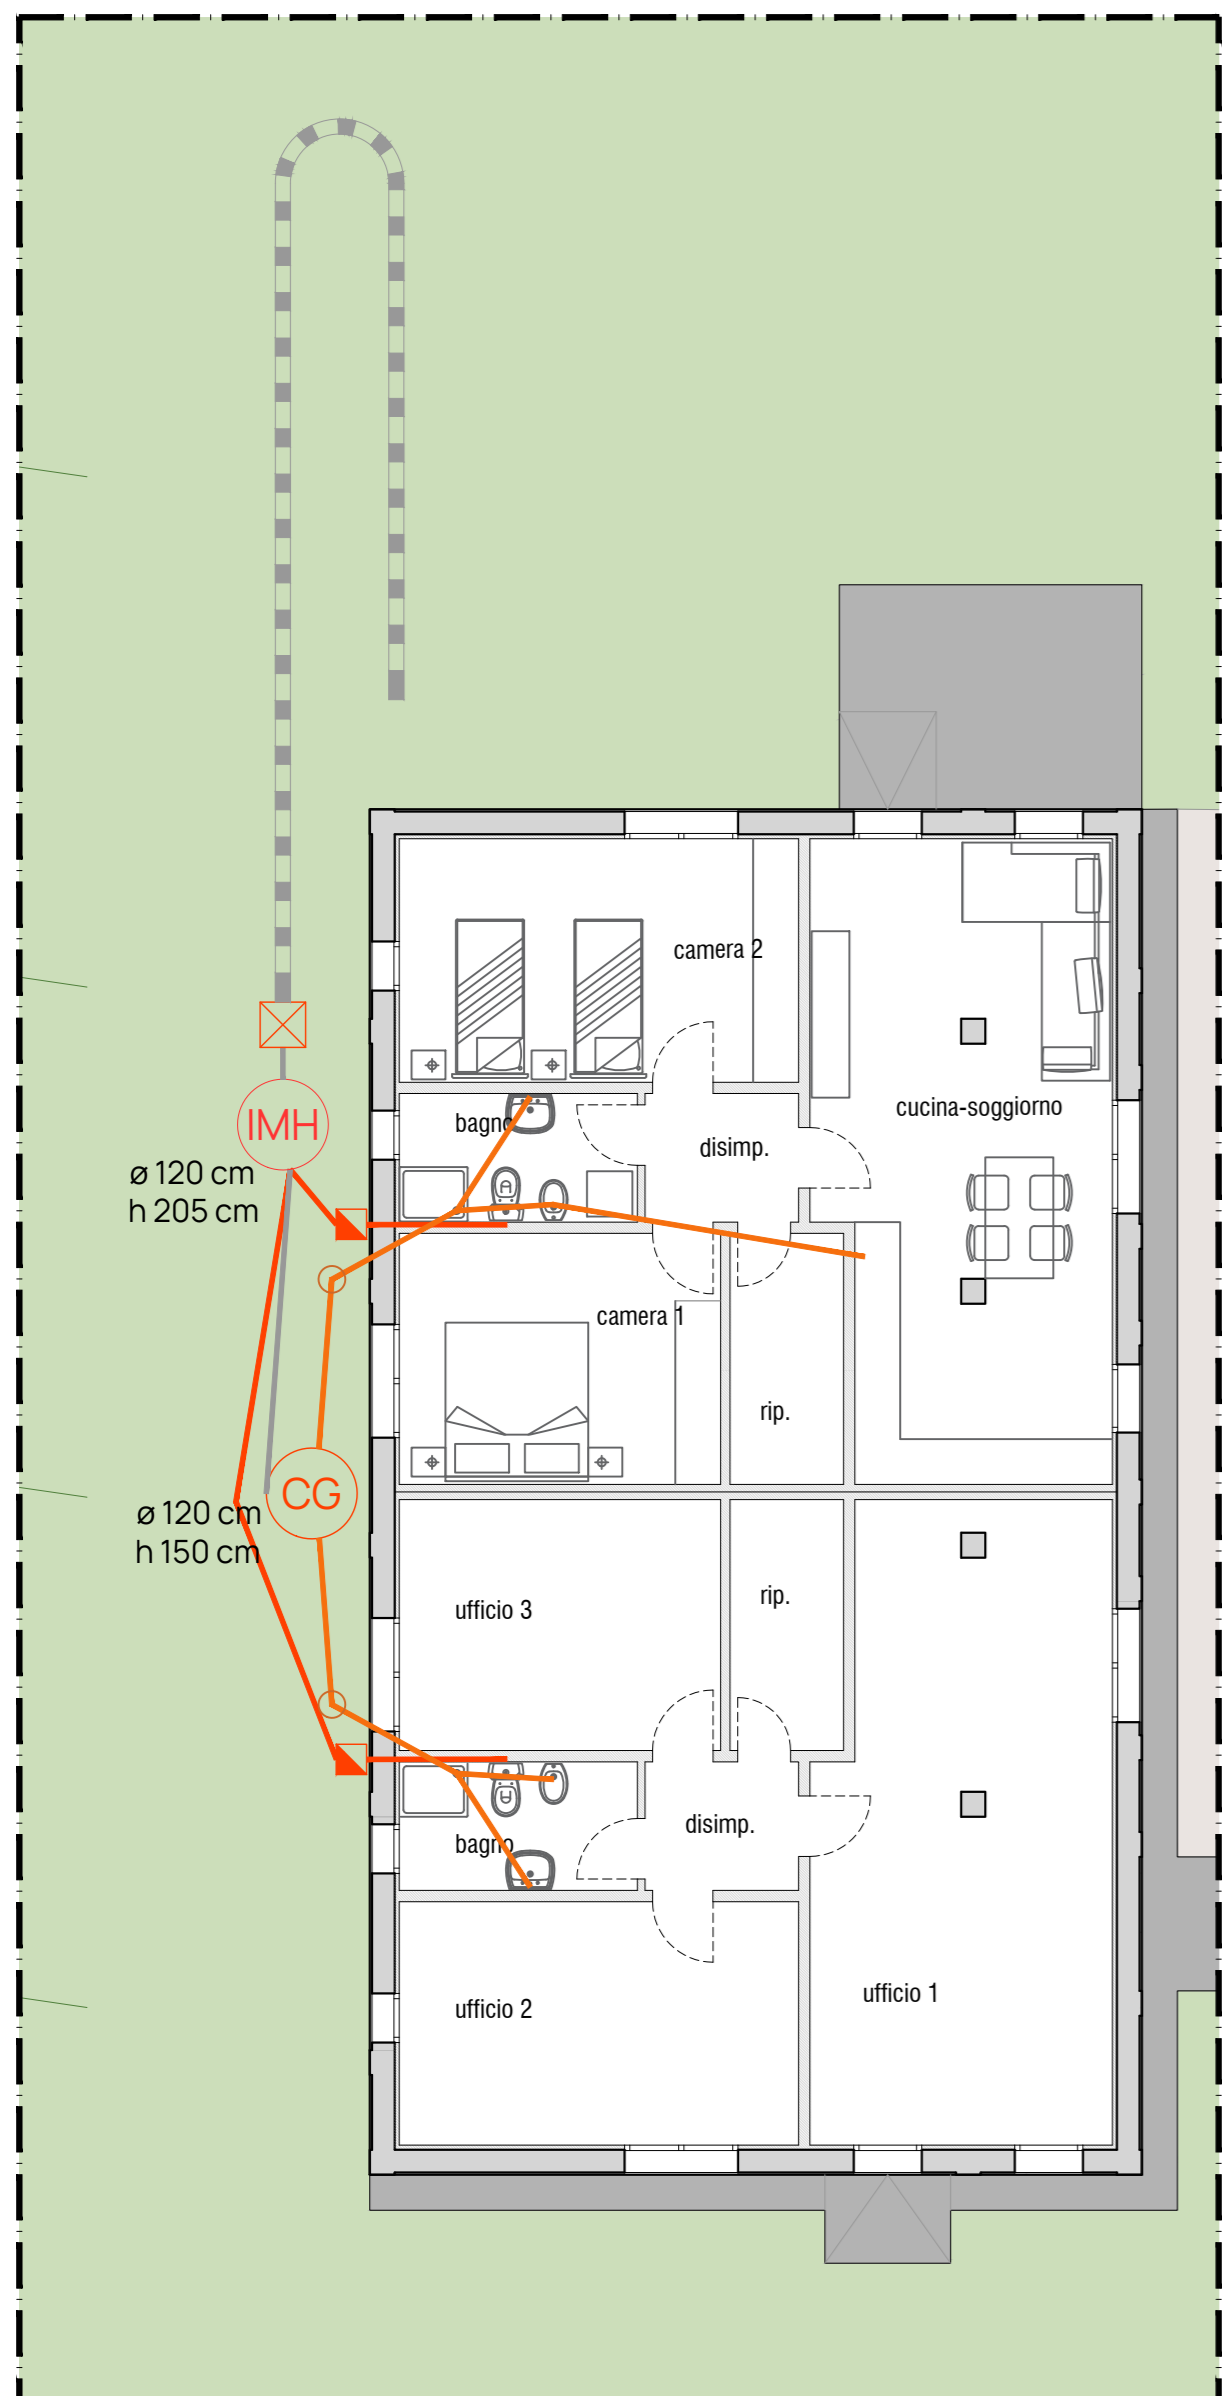 camera 2
cucina-soggiorno
bagno
disimp.
IMH
ø 120 cm
h 205 cm
camera 1
rip.
CG
ø 120 cm
h 150 cm
ufficio 3
rip.
disimp.
bagno
ufficio 1
ufficio 2